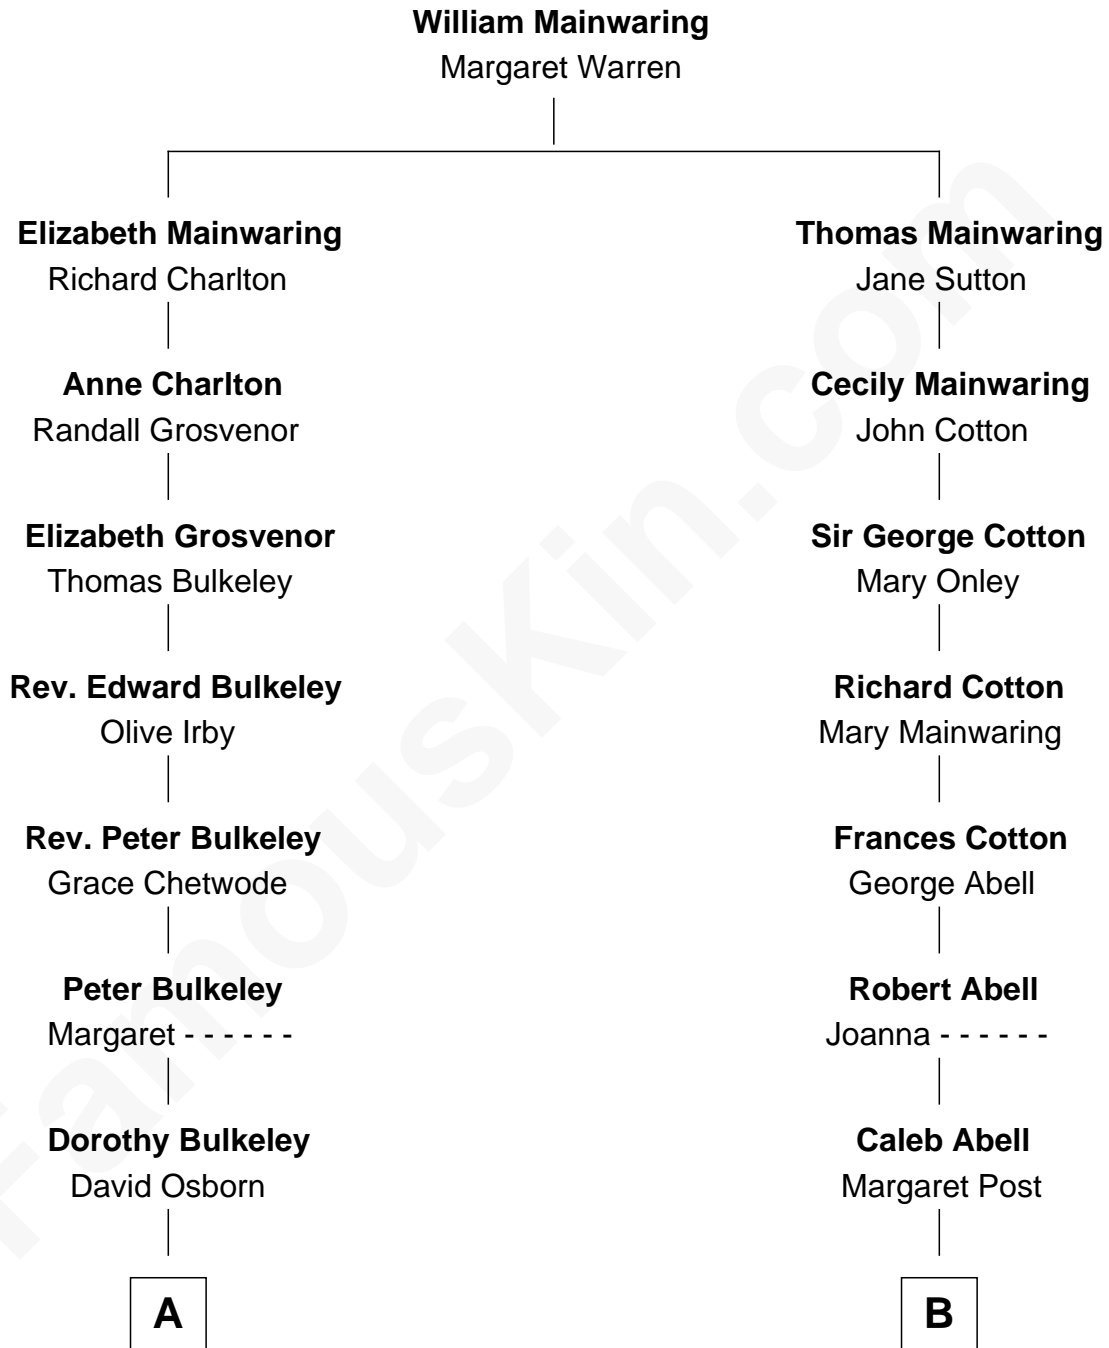 William Mainwaring
Margaret Warren
Elizabeth Mainwaring
Richard Charlton
Thomas Mainwaring
Jane Sutton
Anne Charlton
Randall Grosvenor
Cecily Mainwaring
John Cotton
Elizabeth Grosvenor
Thomas Bulkeley
Sir George Cotton
Mary Onley
Rev. Edward Bulkeley
Olive Irby
Richard Cotton
Mary Mainwaring
Rev. Peter Bulkeley
Grace Chetwode
Frances Cotton
George Abell
Peter Bulkeley
Margaret - - - - - -
Robert Abell
Joanna - - - - - -
Dorothy Bulkeley
David Osborn
Caleb Abell
Margaret Post
A
B
FamousKin.com